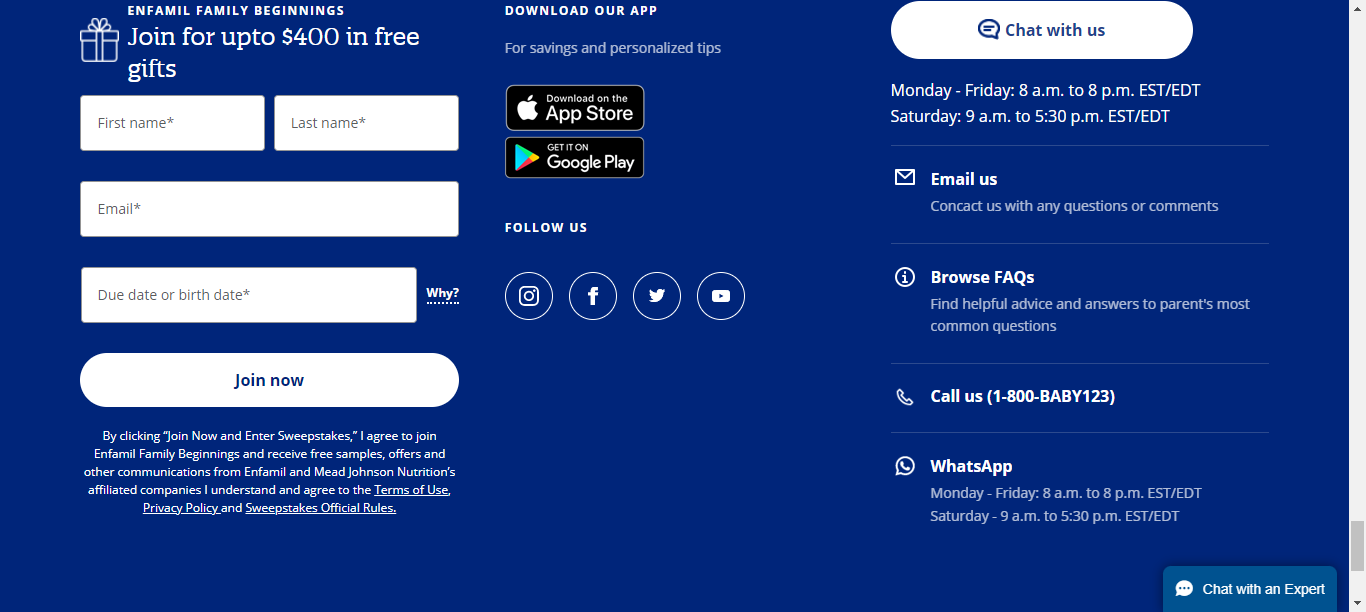 ENFAMIL FAMILY BEGINNINGS
Join for upto $400 in free
gifts
First name*
Last name*
Email*
Due date or birth date*
Why?
Join now
By clicking “Join Now and Enter Sweepstakes,” I agree to join
Enfamil Family Beginnings and receive free samples, offers and
other communications from Enfamil and Mead Johnson Nutrition’s
affiliated companies I understand and agree to the Terms of Use,
Privacy Policy and Sweepstakes Official Rules.
DOWNLOAD OUR APP
For savings and personalized tips
Download on the
App Store
GET IT ON
Google Play
FOLLOW US
Chat with us
Monday - Friday: 8 a.m. to 8 p.m. EST/EDT
Saturday: 9 a.m. to 5:30 p.m. EST/EDT
Email us
Concact us with any questions or comments
Browse FAQs
Find helpful advice and answers to parent's most
common questions
Call us (1-800-BABY123)
WhatsApp
Monday - Friday: 8 a.m. to 8 p.m. EST/EDT
Saturday - 9 a.m. to 5:30 p.m. EST/EDT
Chat with an Expert